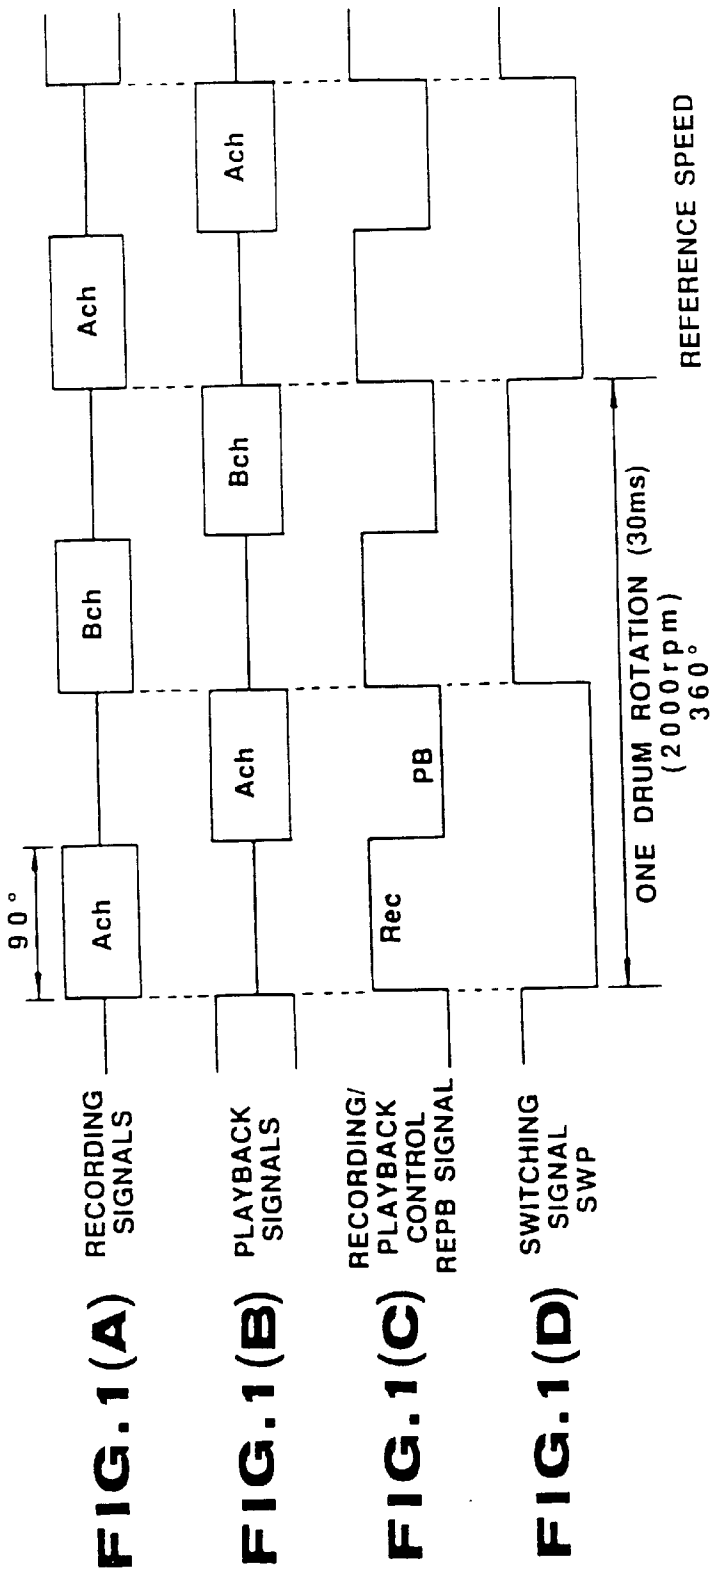 FIG.1(A)
RECORDING
SIGNALS
90°
Ach
Bch
Ach
FIG.1(B)
PLAYBACK
SIGNALS
Ach
Bch
Ach
FIG.1(C)
RECORDING/
PLAYBACK
CONTROL
REPB SIGNAL
Rec
PB
FIG.1(D)
SWITCHING
SIGNAL
SWP
ONE DRUM ROTATION (30ms)
(2000rpm)
360°
REFERENCE SPEED